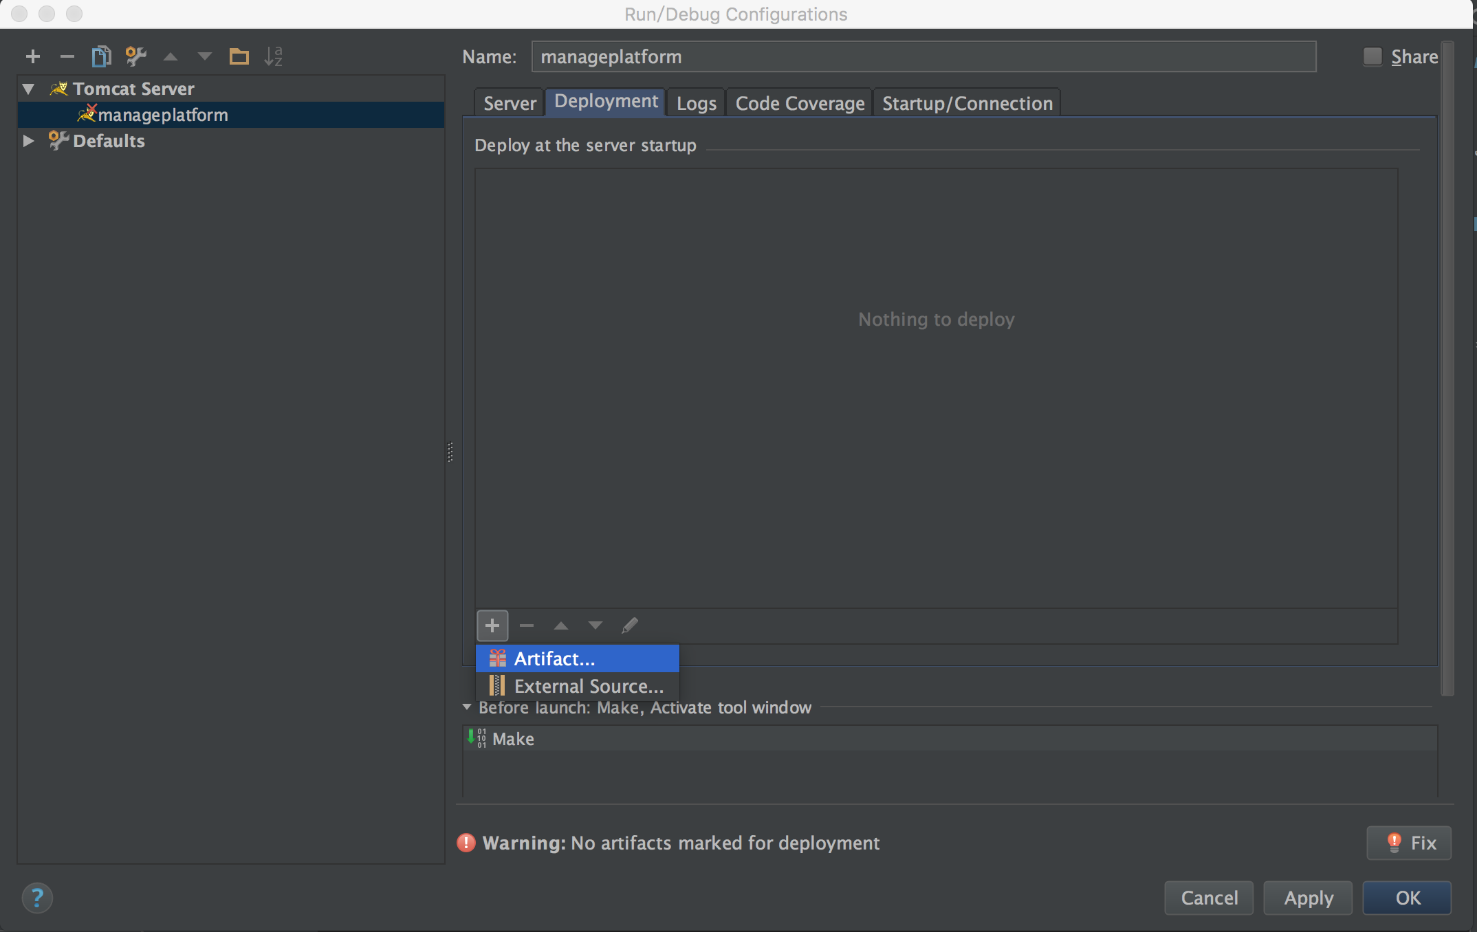 Run/Debug Configurations
Name: manageplatform Share
Tomcat Server
manageplatform
Defaults
Server Deployment Logs Code Coverage Startup/Connection
Deploy at the server startup
Nothing to deploy
Artifact...
External Source...
Before launch: Make, Activate tool window
Make
Warning: No artifacts marked for deployment
Fix
? Cancel Apply OK